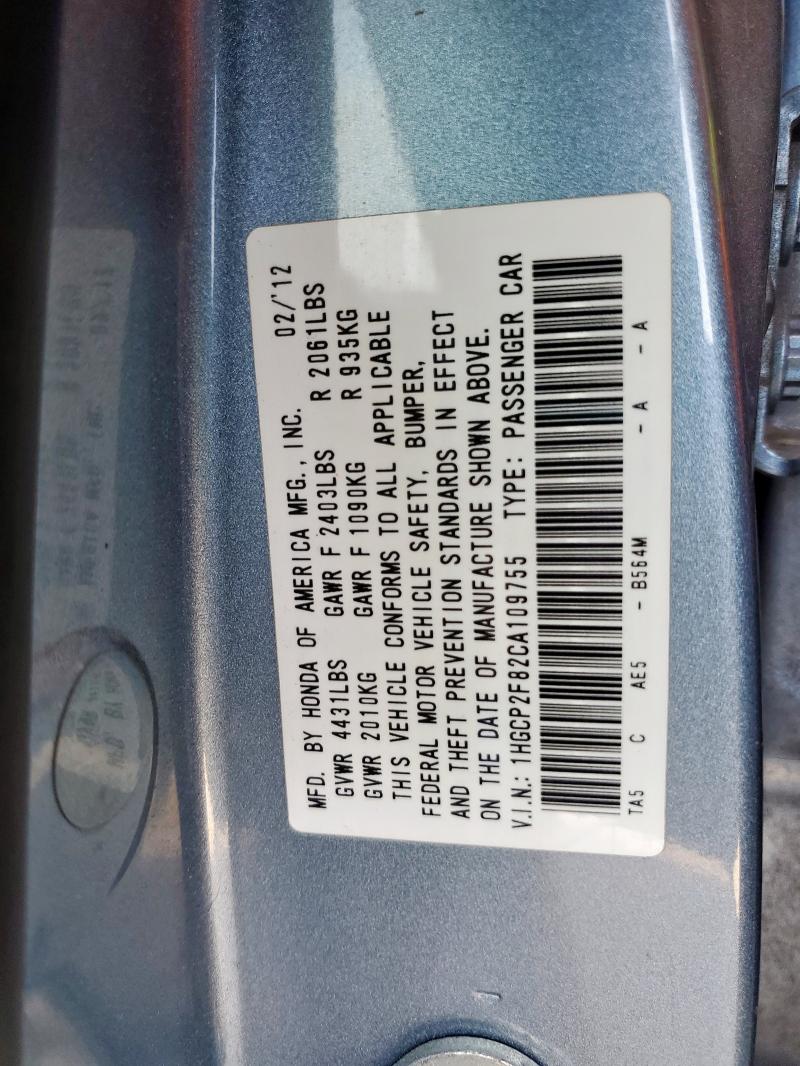 MFD. BY HONDA OF AMERICA MFG., INC. 02/'12
GVWR 4431LBS GAWR F 2403LBS R 2061LBS
GVWR 2010KG GAWR F 1090KG R 935KG
THIS VEHICLE CONFORMS TO ALL APPLICABLE
FEDERAL MOTOR VEHICLE SAFETY, BUMPER,
AND THEFT PREVENTION STANDARDS IN EFFECT
ON THE DATE OF MANUFACTURE SHOWN ABOVE.
V.I.N.: 1HGCP2F82CA109755 TYPE: PASSENGER CAR
TA5 C AE5 - B564M - A - A